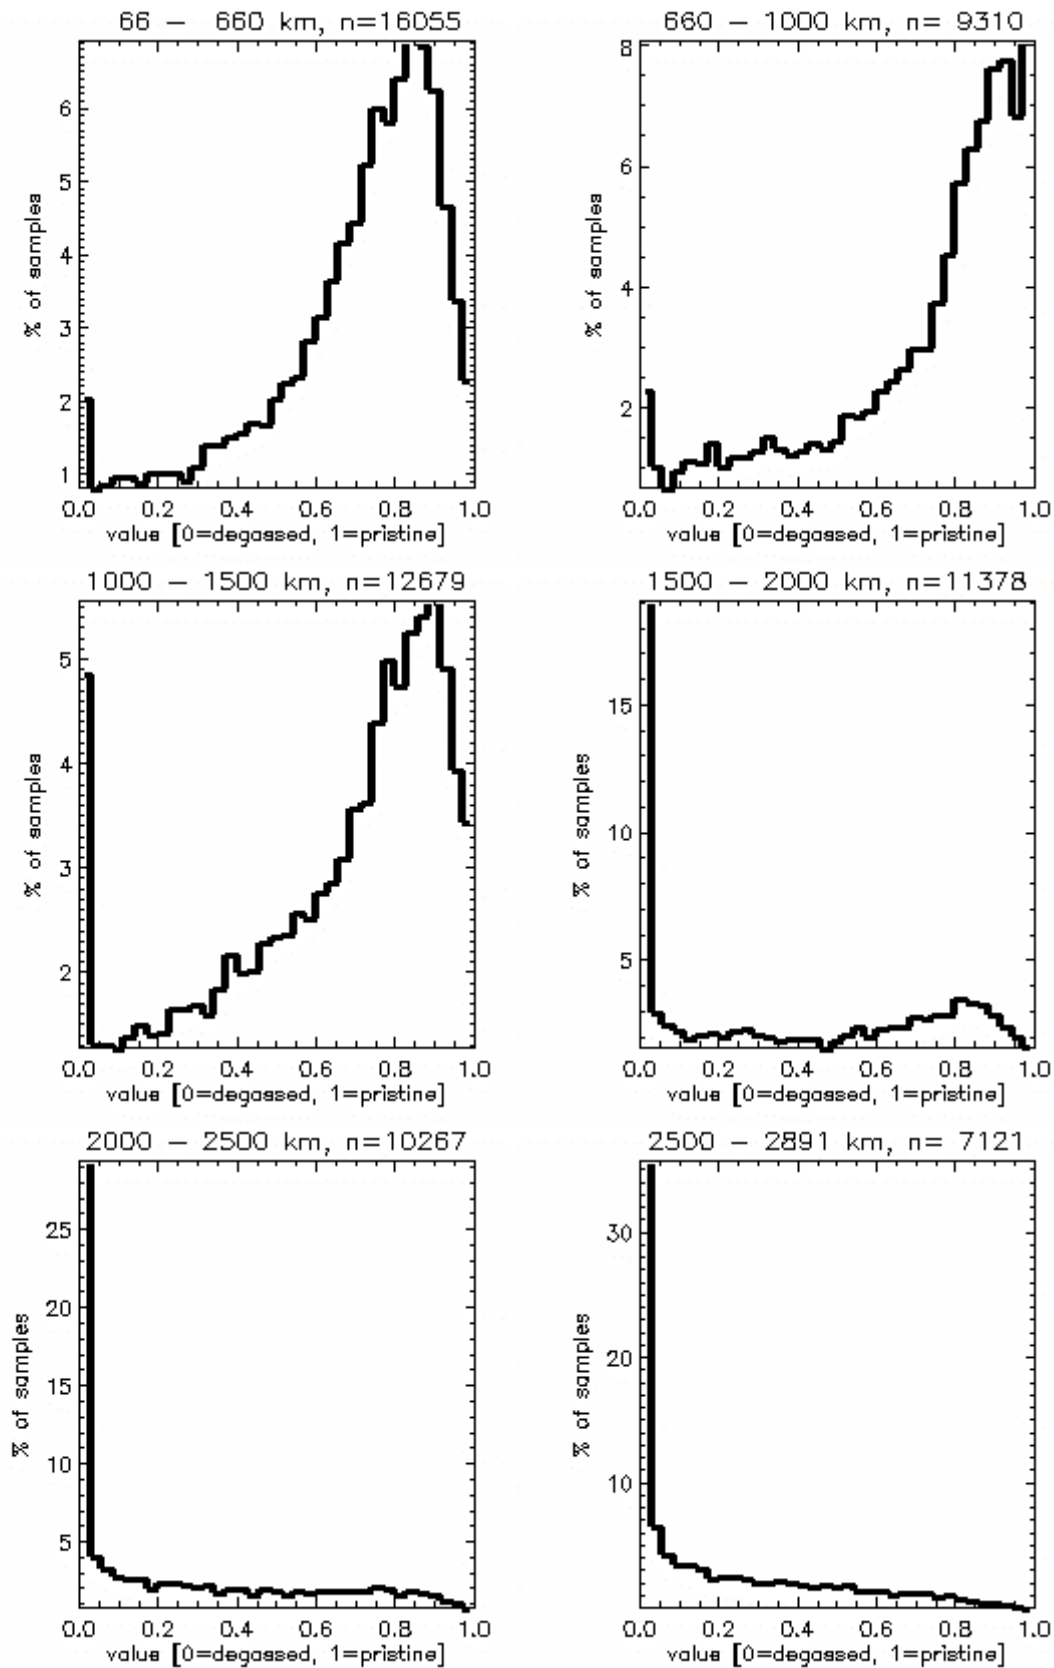 66 – 660 km, n=16055
% of samples
6
5
4
3
2
1
0.0 0.2 0.4 0.6 0.8 1.0
value [0=degassed, 1=pristine]
660 – 1000 km, n= 9310
% of samples
8
6
4
2
0.0 0.2 0.4 0.6 0.8 1.0
value [0=degassed, 1=pristine]
1000 – 1500 km, n=12679
% of samples
5
4
3
2
0.0 0.2 0.4 0.6 0.8 1.0
value [0=degassed, 1=pristine]
1500 – 2000 km, n=11378
% of samples
15
10
5
0.0 0.2 0.4 0.6 0.8 1.0
value [0=degassed, 1=pristine]
2000 – 2500 km, n=10267
% of samples
25
20
15
10
5
0.0 0.2 0.4 0.6 0.8 1.0
value [0=degassed, 1=pristine]
2500 – 2891 km, n= 7121
% of samples
30
20
10
0.0 0.2 0.4 0.6 0.8 1.0
value [0=degassed, 1=pristine]